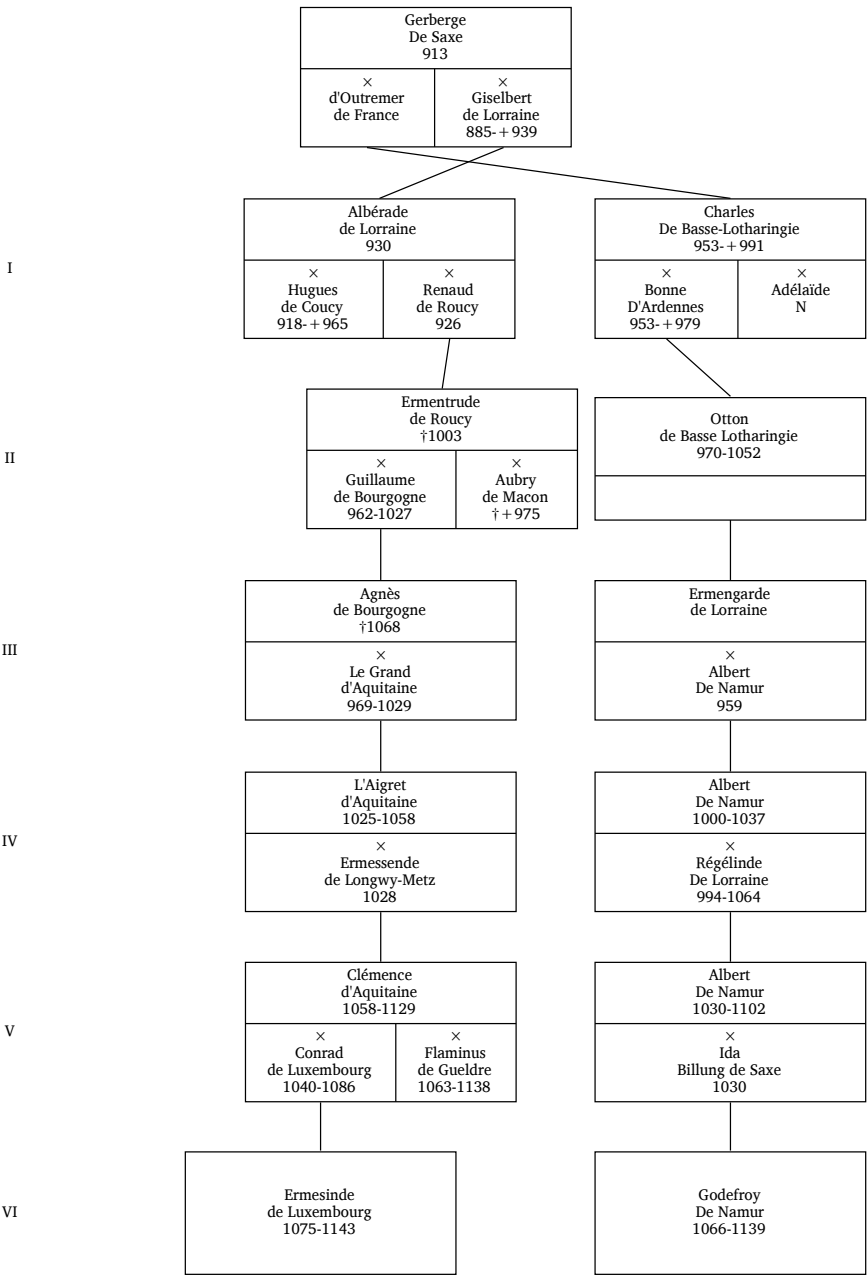 Gerberge
De Saxe
913
×
d'Outremer
de France
×
Giselbert
de Lorraine
885-+939
I
Albérade
de Lorraine
930
×
Hugues
de Coucy
918-+965
×
Renaud
de Roucy
926
Charles
De Basse-Lotharingie
953-+991
×
Bonne
D'Ardennes
953-+979
×
Adélaïde
N
II
Ermentrude
de Roucy
†1003
×
Guillaume
de Bourgogne
962-1027
×
Aubry
de Macon
†+975
Otton
de Basse Lotharingie
970-1052
III
Agnès
de Bourgogne
†1068
×
Le Grand
d'Aquitaine
969-1029
Ermengarde
de Lorraine
×
Albert
De Namur
959
IV
L'Aigret
d'Aquitaine
1025-1058
×
Ermessende
de Longwy-Metz
1028
Albert
De Namur
1000-1037
×
Régélinde
De Lorraine
994-1064
V
Clémence
d'Aquitaine
1058-1129
×
Conrad
de Luxembourg
1040-1086
×
Flaminus
de Gueldre
1063-1138
Albert
De Namur
1030-1102
×
Ida
Billung de Saxe
1030
VI
Ermesinde
de Luxembourg
1075-1143
Godefroy
De Namur
1066-1139